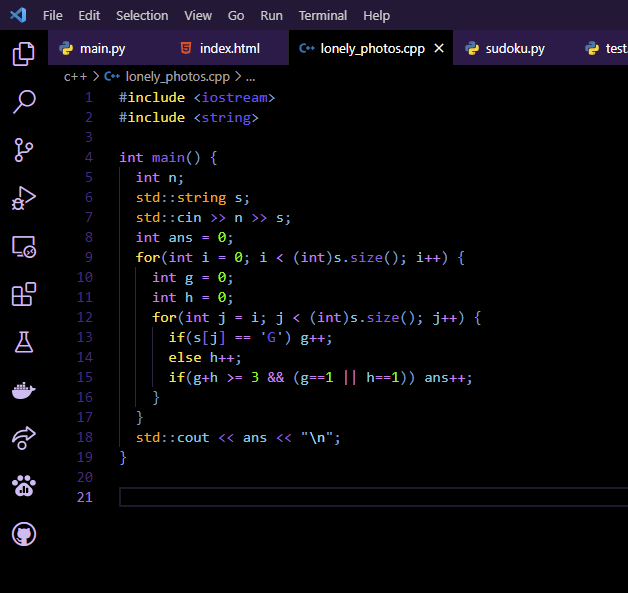 File Edit Selection View Go Run Terminal Help
main.py index.html lonely_photos.cpp sudoku.py test
c++ > lonely_photos.cpp > ...
1 #include <iostream>
2 #include <string>
3
4 int main() {
5 int n;
6 std::string s;
7 std::cin >> n >> s;
8 int ans = 0;
9 for(int i = 0; i < (int)s.size(); i++) {
10 int g = 0;
11 int h = 0;
12 for(int j = i; j < (int)s.size(); j++) {
13 if(s[j] == 'G') g++;
14 else h++;
15 if(g+h >= 3 && (g==1 || h==1)) ans++;
16 }
17 }
18 std::cout << ans << "\n";
19 }
20
21